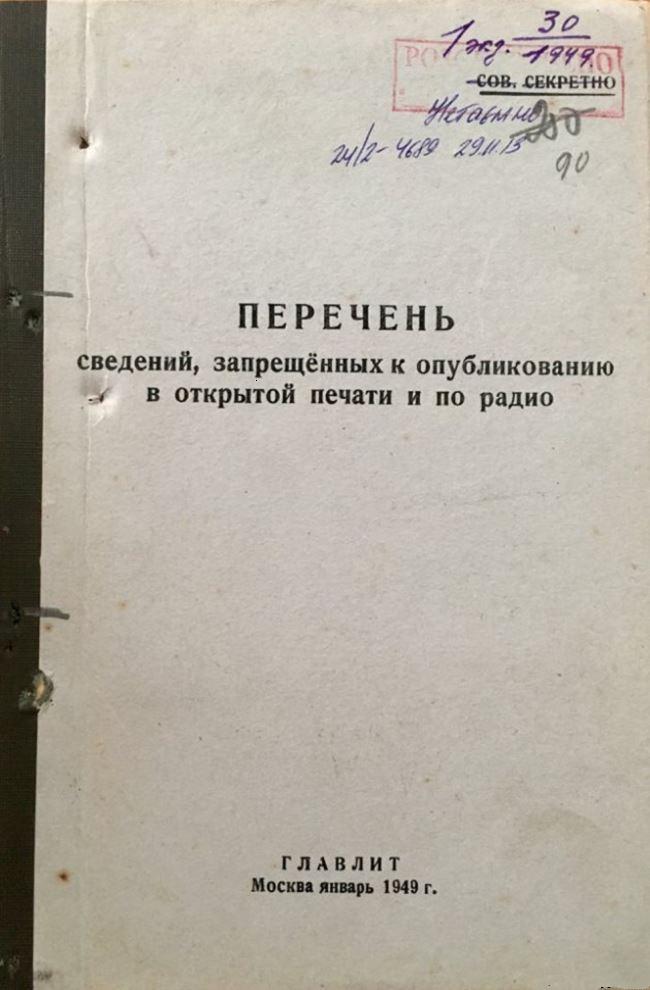 1 экз. 30
1949
СОВ. СЕКРЕТНО
24/2-4689 29.11.13
90
ПЕРЕЧЕНЬ
сведений, запрещённых к опубликованию
в открытой печати и по радио
ГЛАВЛИТ
Москва январь 1949 г.